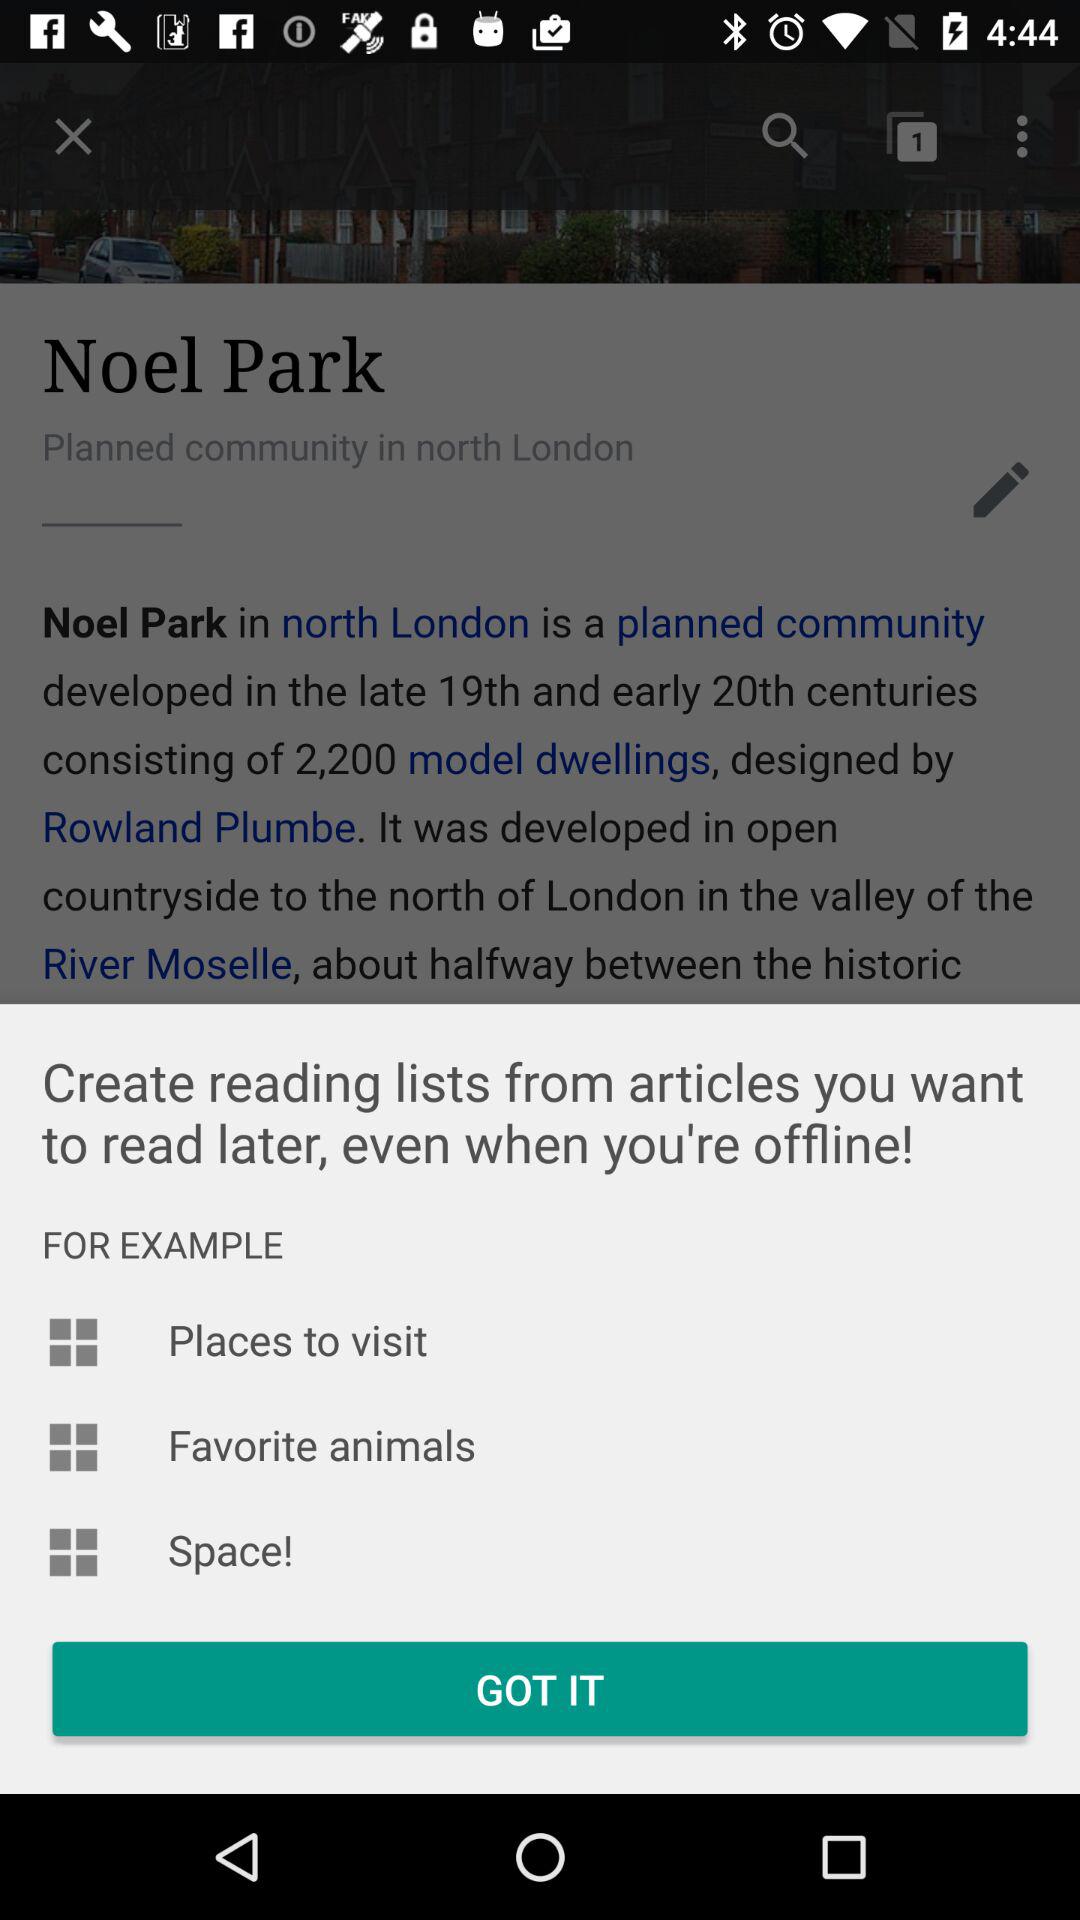 FAKE
4:44
1
Noel Park
Planned community in north London
Noel Park in north London is a planned community
developed in the late 19th and early 20th centuries
consisting of 2,200 model dwellings, designed by
Rowland Plumbe. It was developed in open
countryside to the north of London in the valley of the
River Moselle, about halfway between the historic
Create reading lists from articles you want
to read later, even when you're offline!
FOR EXAMPLE
Places to visit
Favorite animals
Space!
GOT IT